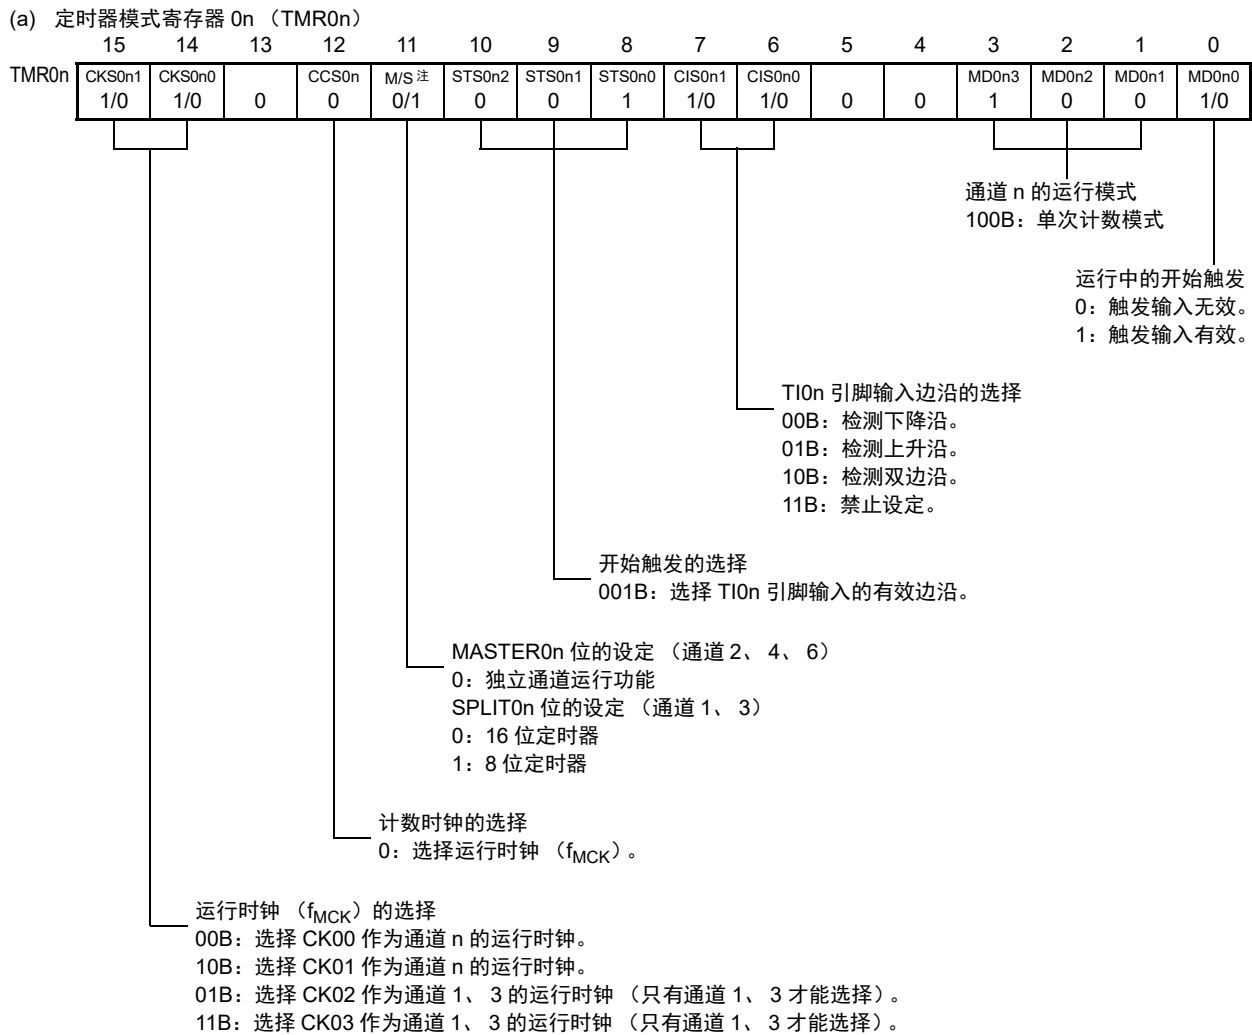 (a) 定时器模式寄存器 0n （TMR0n）
15 14 13 12 11 10 9 8 7 6 5 4 3 2 1 0
TMR0n CKS0n1 CKS0n0 CCS0n M/S 注 STS0n2 STS0n1 STS0n0 CIS0n1 CIS0n0 MD0n3 MD0n2 MD0n1 MD0n0
1/0 1/0 0 0 0/1 0 0 1 1/0 1/0 0 0 1 0 0 1/0
通道 n 的运行模式
100B：单次计数模式
运行中的开始触发
0：触发输入无效。
1：触发输入有效。
TI0n 引脚输入边沿的选择
00B：检测下降沿。
01B：检测上升沿。
10B：检测双边沿。
11B：禁止设定。
开始触发的选择
001B：选择 TI0n 引脚输入的有效边沿。
MASTER0n 位的设定 （通道 2、 4、 6）
0：独立通道运行功能
SPLIT0n 位的设定 （通道 1、 3）
0：16 位定时器
1：8 位定时器
计数时钟的选择
0：选择运行时钟 （fMCK）。
运行时钟 （fMCK）的选择
00B：选择 CK00 作为通道 n 的运行时钟。
10B：选择 CK01 作为通道 n 的运行时钟。
01B：选择 CK02 作为通道 1、 3 的运行时钟 （只有通道 1、 3 才能选择）。
11B：选择 CK03 作为通道 1、 3 的运行时钟 （只有通道 1、 3 才能选择）。